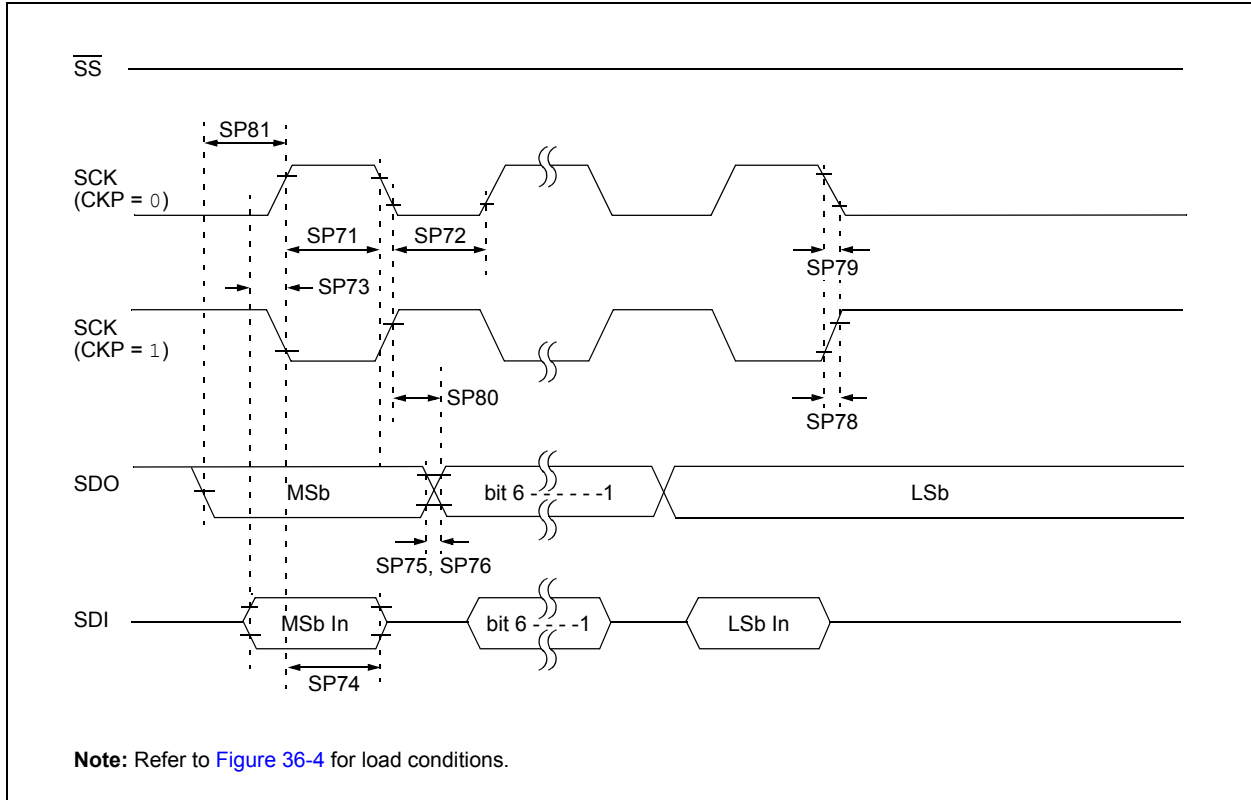 SS
SP81
SCK
(CKP = 0)
SP71
SP72
SP79
SP73
SCK
(CKP = 1)
SP80
SP78
SDO
MSb
bit 6 - - - - - -1
LSb
SP75, SP76
SDI
MSb In
bit 6 - - - -1
LSb In
SP74
Note: Refer to Figure 36-4 for load conditions.